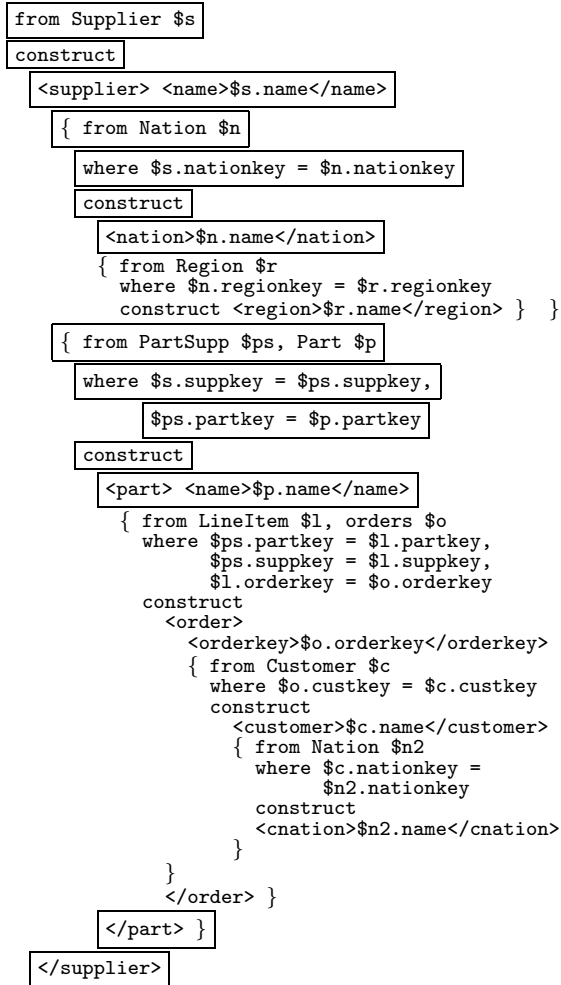 from Supplier $s
construct
<supplier> <name>$s.name</name>
{ from Nation $n
where $s.nationkey = $n.nationkey
construct
<nation>$n.name</nation>
{ from Region $r
where $n.regionkey = $r.regionkey
construct <region>$r.name</region> } }
{ from PartSupp $ps, Part $p
where $s.suppkey = $ps.suppkey,
$ps.partkey = $p.partkey
construct
<part> <name>$p.name</name>
{ from LineItem $l, orders $o
where $ps.partkey = $l.partkey,
$ps.suppkey = $l.suppkey,
$l.orderkey = $o.orderkey
construct
<order>
<orderkey>$o.orderkey</orderkey>
{ from Customer $c
where $o.custkey = $c.custkey
construct
<customer>$c.name</customer>
{ from Nation $n2
where $c.nationkey =
$n2.nationkey
construct
<cnation>$n2.name</cnation>
}
}
</order> }
</part> }
</supplier>